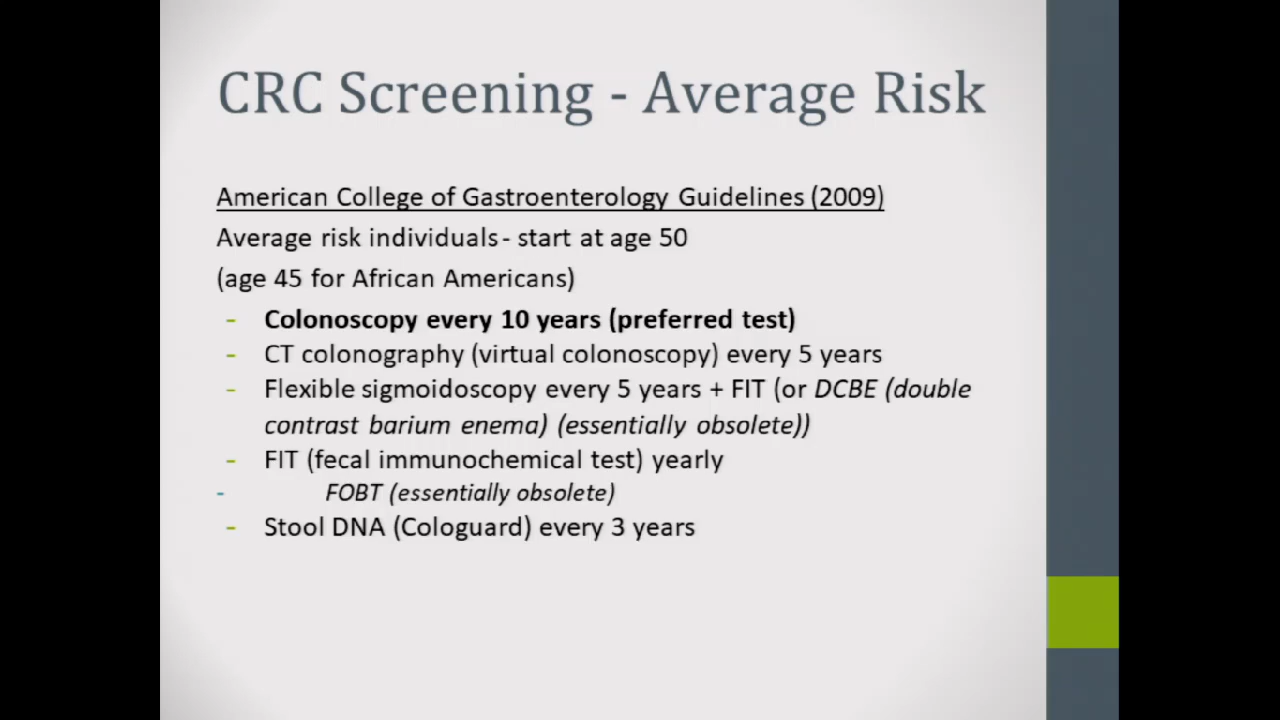 CRC Screening - Average Risk
American College of Gastroenterology Guidelines (2009)
Average risk individuals - start at age 50
(age 45 for African Americans)
- Colonoscopy every 10 years (preferred test)
- CT colonography (virtual colonoscopy) every 5 years
- Flexible sigmoidoscopy every 5 years + FIT (or DCBE (double
contrast barium enema) (essentially obsolete))
- FIT (fecal immunochemical test) yearly
- FOBT (essentially obsolete)
- Stool DNA (Cologuard) every 3 years